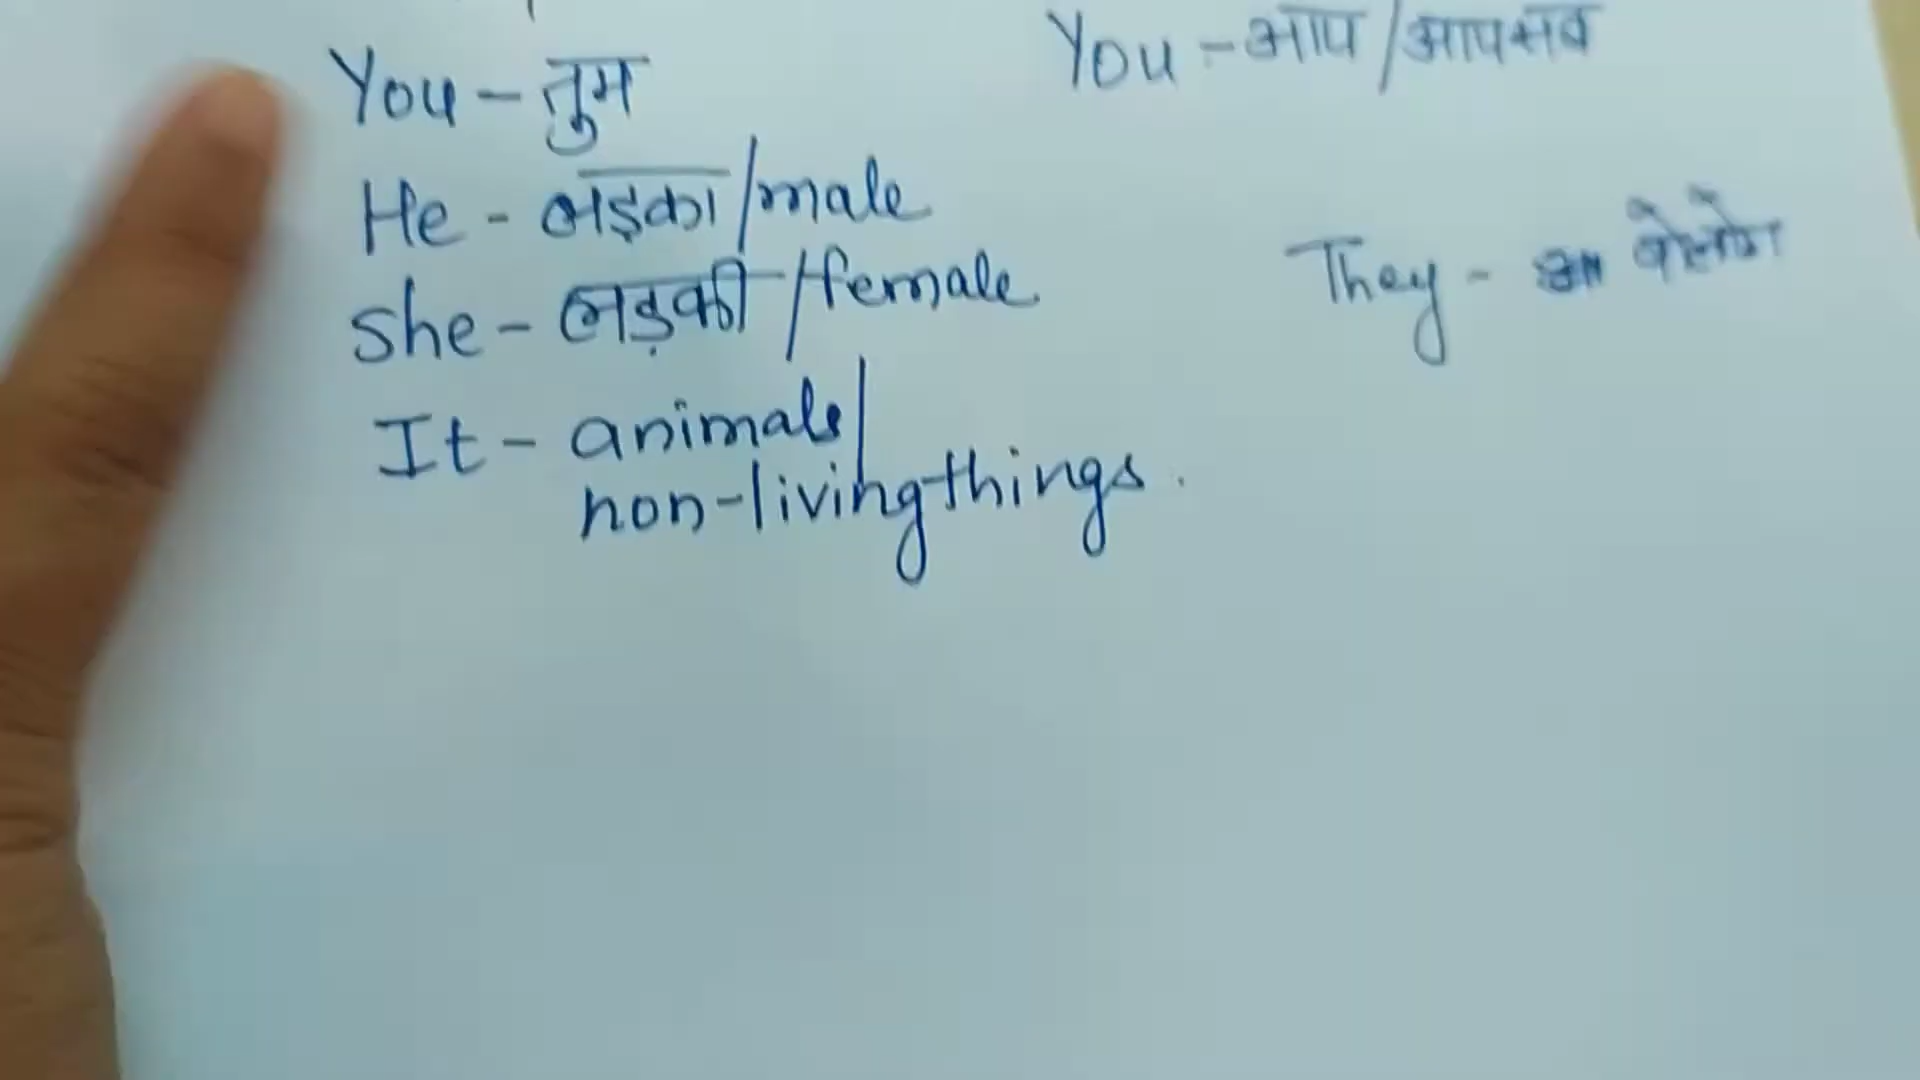 You - तुम
He - लड़का/male
She - लड़की/female
It - animals/
non-living things.
You - आप/आपसब
They - वेलोग